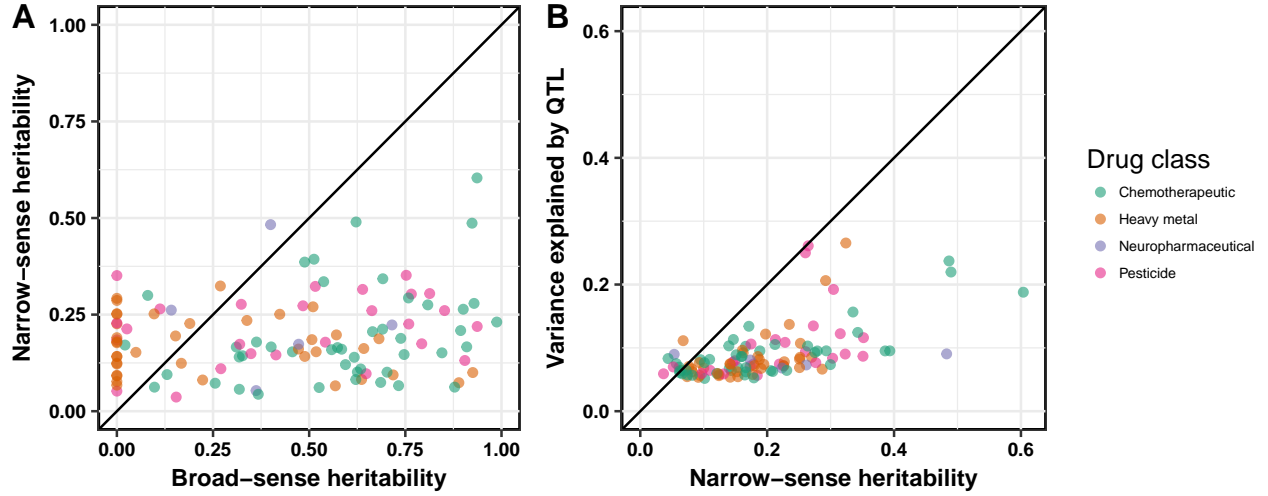 A
1.00
0.75
0.50
0.25
0.00
Narrow−sense heritability
0.00 0.25 0.50 0.75 1.00
Broad−sense heritability
B
0.6
0.4
0.2
0.0
Variance explained by QTL
0.0 0.2 0.4 0.6
Narrow−sense heritability
Drug class
Chemotherapeutic
Heavy metal
Neuropharmaceutical
Pesticide